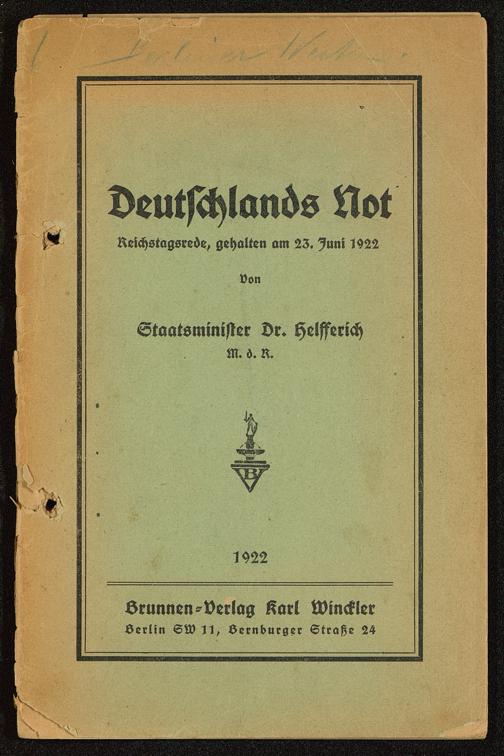 Berliner
Deutschlands Not
Reichstagsrede, gehalten am 23. Juni 1922
Von
Staatsminister Dr. Helfferich
M. d. R.
B
V
1922
Brunnen-Verlag Karl Winckler
Berlin SW 11, Bernburger Straße 24